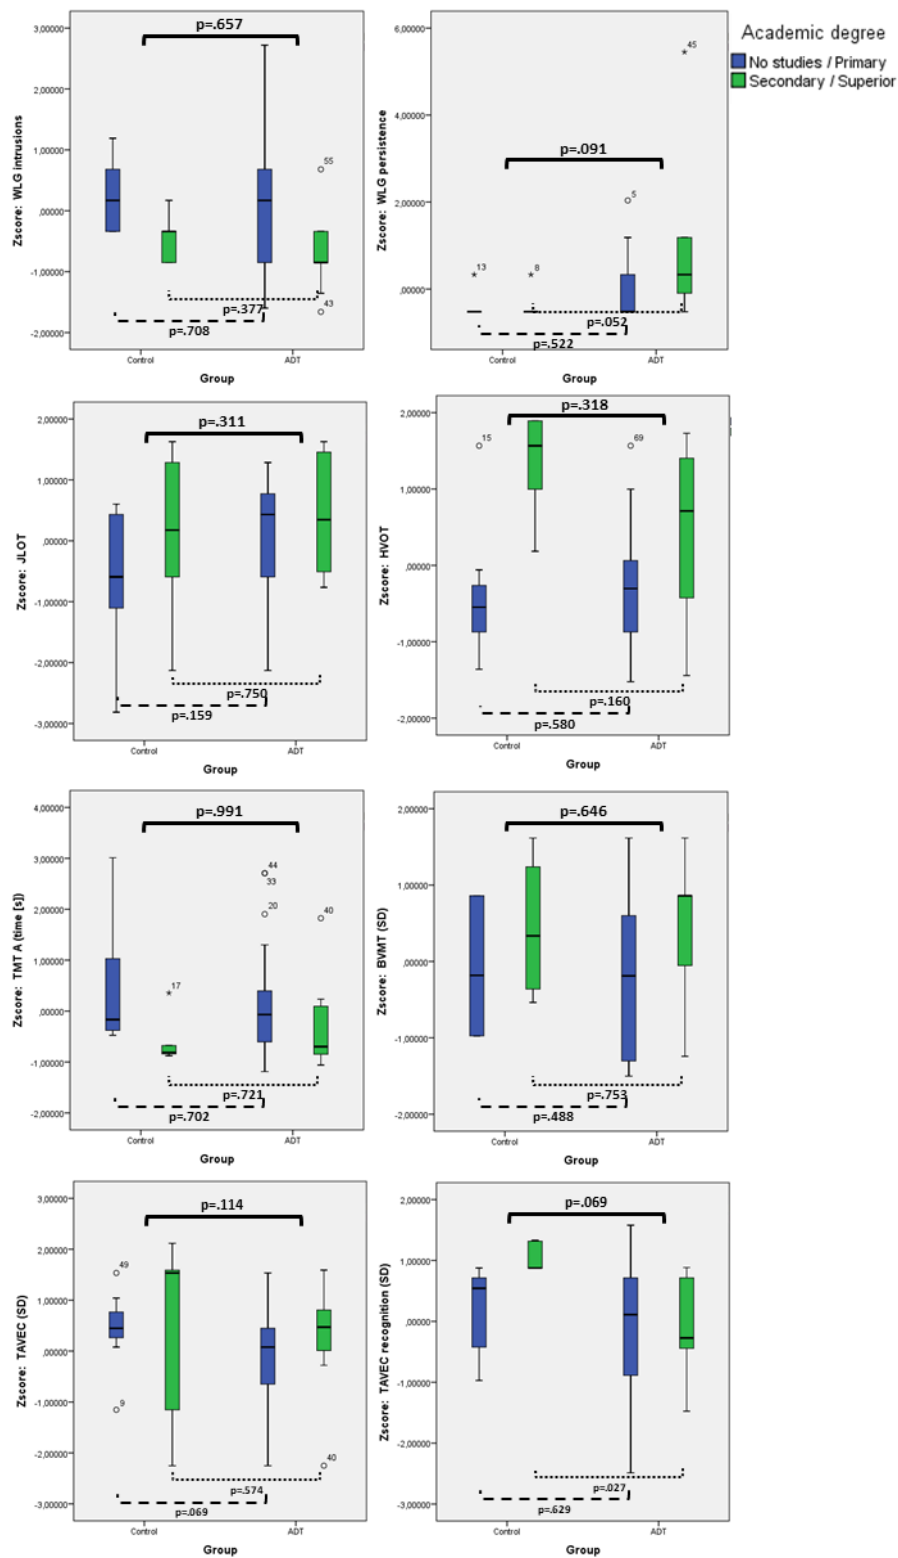 Academic degree
No studies / Primary
Secondary / Superior
p=.657
3,00000
2,00000
1,00000
,00000
-1,00000
-2,00000
Zscore: WLG intrusions
55
43
p=.377
p=.708
Control
ADT
Group
6,00000
4,00000
2,00000
,00000
Zscore: WLG persistence
p=.091
45
5
13
8
p=.052
p=.522
Control
ADT
Group
2,00000
1,00000
,00000
-1,00000
-2,00000
-3,00000
Zscore: JLOT
p=.311
p=.750
p=.159
Control
ADT
Group
2,00000
1,00000
,00000
-1,00000
-2,00000
Zscore: HVOT
p=.318
15
69
p=.160
p=.580
Control
ADT
Group
4,00000
3,00000
2,00000
1,00000
,00000
-1,00000
-2,00000
Zscore: TMT A (time [s])
p=.991
44
33
20
40
17
p=.721
p=.702
Control
ADT
Group
2,00000
1,00000
,00000
-1,00000
-2,00000
Zscore: BVMT (SD)
p=.646
p=.753
p=.488
Control
ADT
Group
3,00000
2,00000
1,00000
,00000
-1,00000
-2,00000
-3,00000
Zscore: TAVEC (SD)
p=.114
49
9
40
p=.574
p=.069
Control
ADT
Group
2,00000
1,00000
,00000
-1,00000
-2,00000
-3,00000
Zscore: TAVEC recognition (SD)
p=.069
p=.027
p=.629
Control
ADT
Group